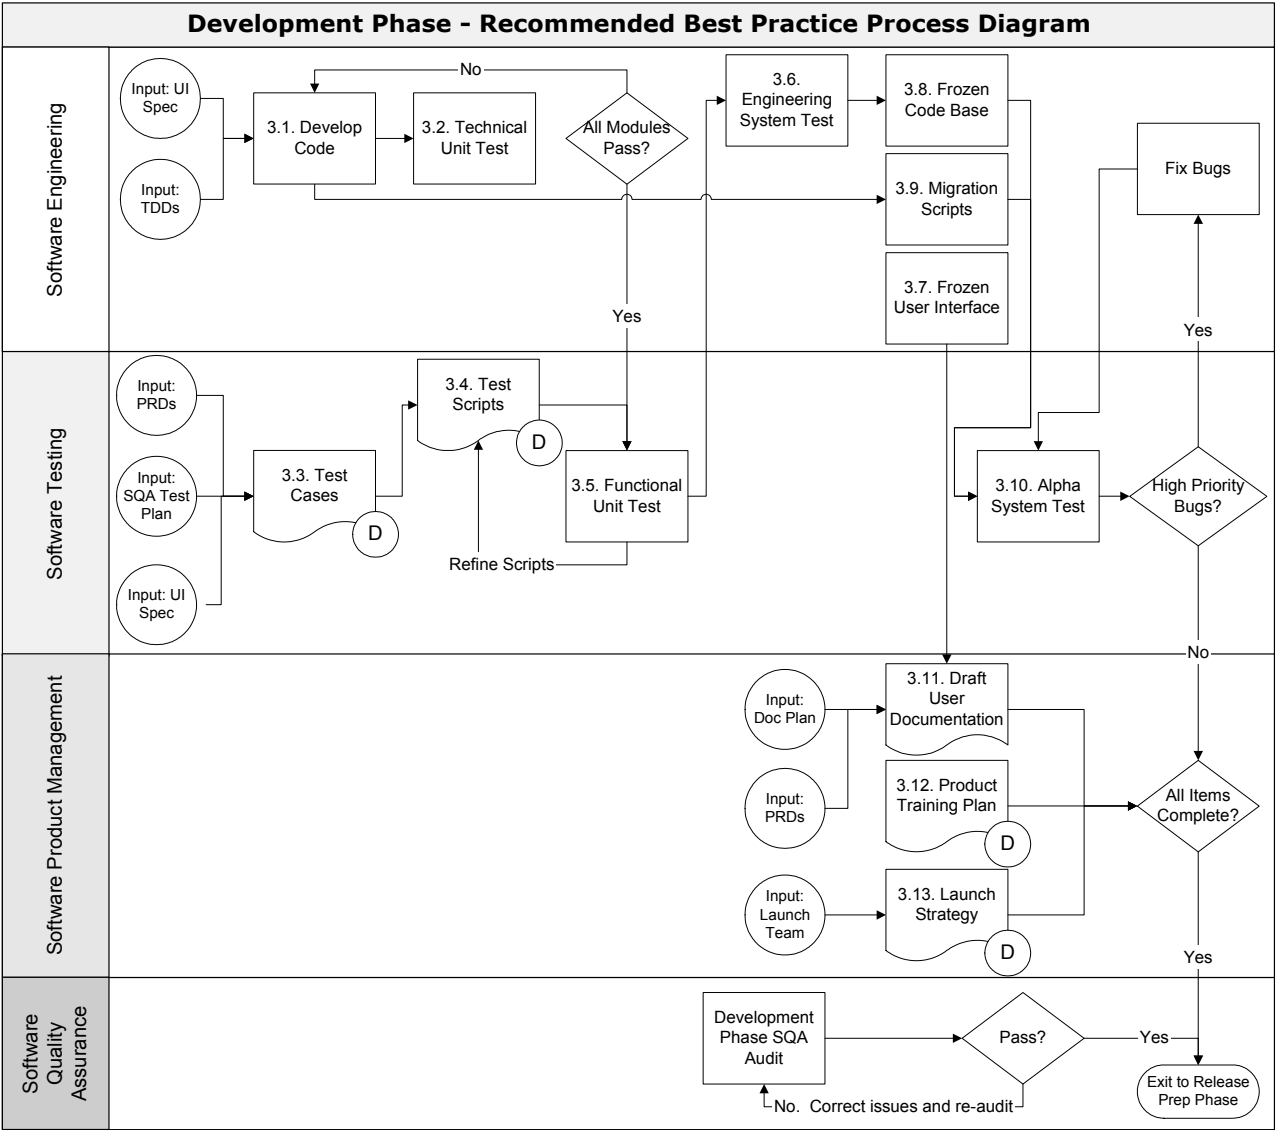 Development Phase - Recommended Best Practice Process Diagram
Software Engineering
Input: UI
Spec
Input:
TDDs
3.1. Develop
Code
3.2. Technical
Unit Test
No
All Modules
Pass?
Yes
3.6.
Engineering
System Test
3.8. Frozen
Code Base
3.9. Migration
Scripts
3.7. Frozen
User Interface
Fix Bugs
Yes
Software Testing
Input:
PRDs
Input:
SQA Test
Plan
Input: UI
Spec
3.3. Test
Cases
D
3.4. Test
Scripts
D
3.5. Functional
Unit Test
Refine Scripts
3.10. Alpha
System Test
High Priority
Bugs?
No
Software Product Management
Input:
Doc Plan
Input:
PRDs
Input:
Launch
Team
3.11. Draft
User
Documentation
3.12. Product
Training Plan
D
3.13. Launch
Strategy
D
All Items
Complete?
Yes
Software
Quality
Assurance
Development
Phase SQA
Audit
Pass?
Yes
No. Correct issues and re-audit
Exit to Release
Prep Phase